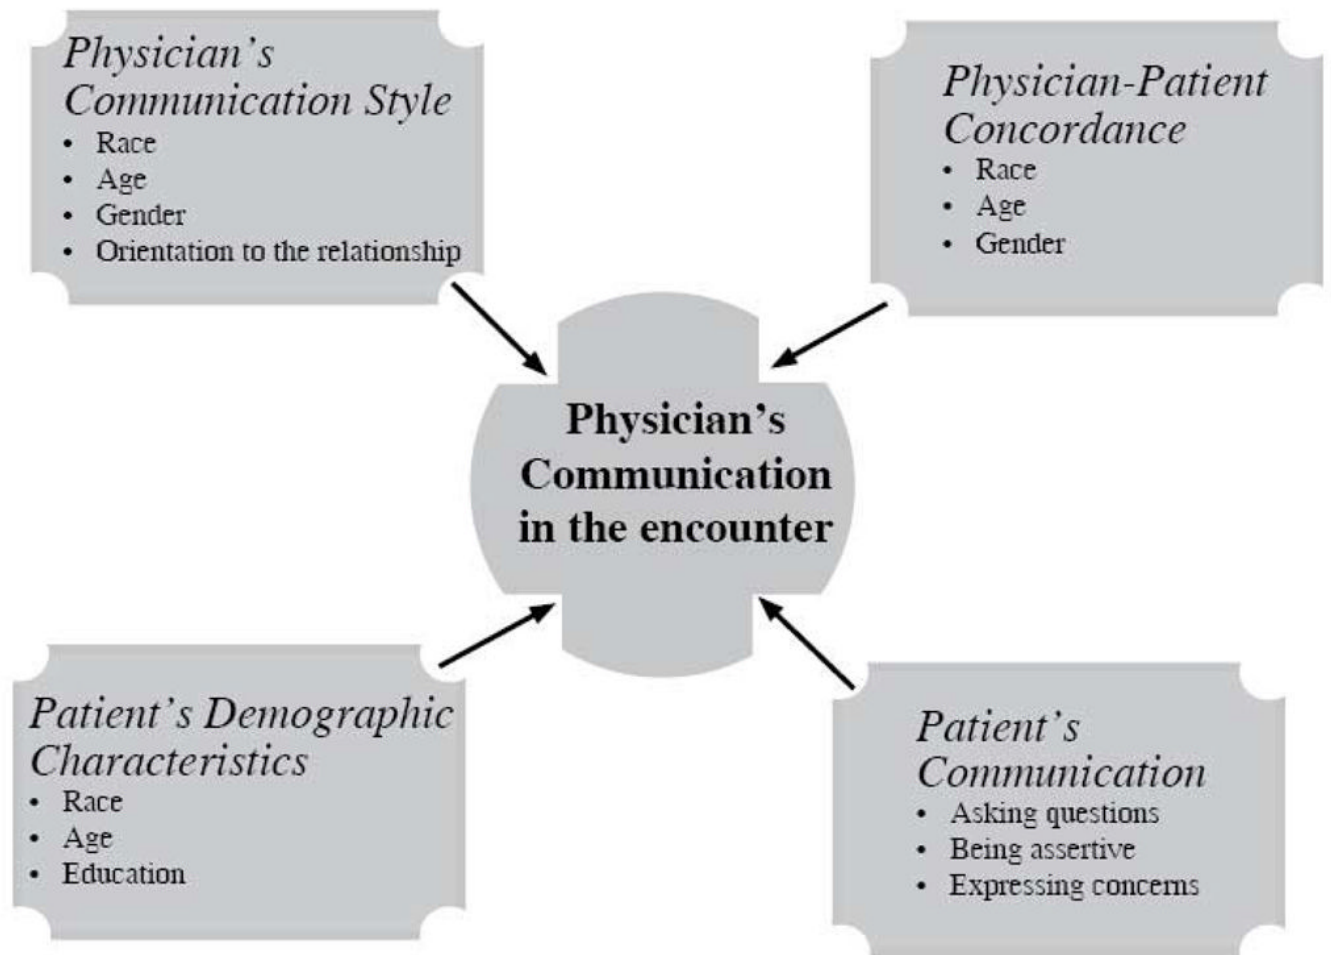 Physician's
Communication Style
• Race
• Age
• Gender
• Orientation to the relationship
Physician-Patient
Concordance
• Race
• Age
• Gender
Physician's
Communication
in the encounter
Patient's Demographic
Characteristics
• Race
• Age
• Education
Patient's
Communication
• Asking questions
• Being assertive
• Expressing concerns